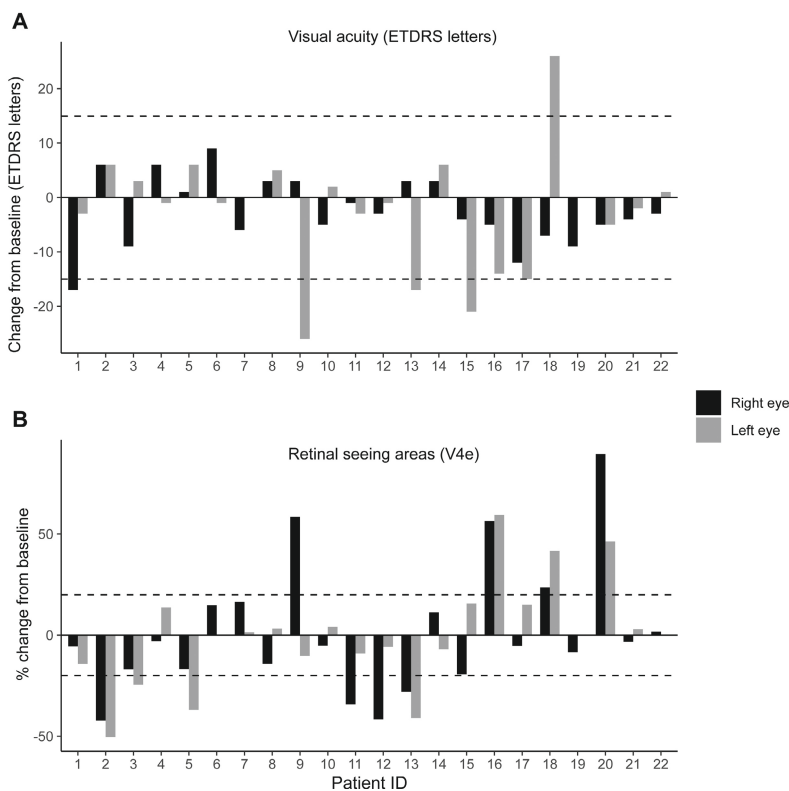 A
Visual acuity (ETDRS letters)
Change from baseline (ETDRS letters)
20
10
0
-10
-20
1 2 3 4 5 6 7 8 9 10 11 12 13 14 15 16 17 18 19 20 21 22
Right eye
Left eye
B
Retinal seeing areas (V4e)
% change from baseline
50
0
-50
1 2 3 4 5 6 7 8 9 10 11 12 13 14 15 16 17 18 19 20 21 22
Patient ID